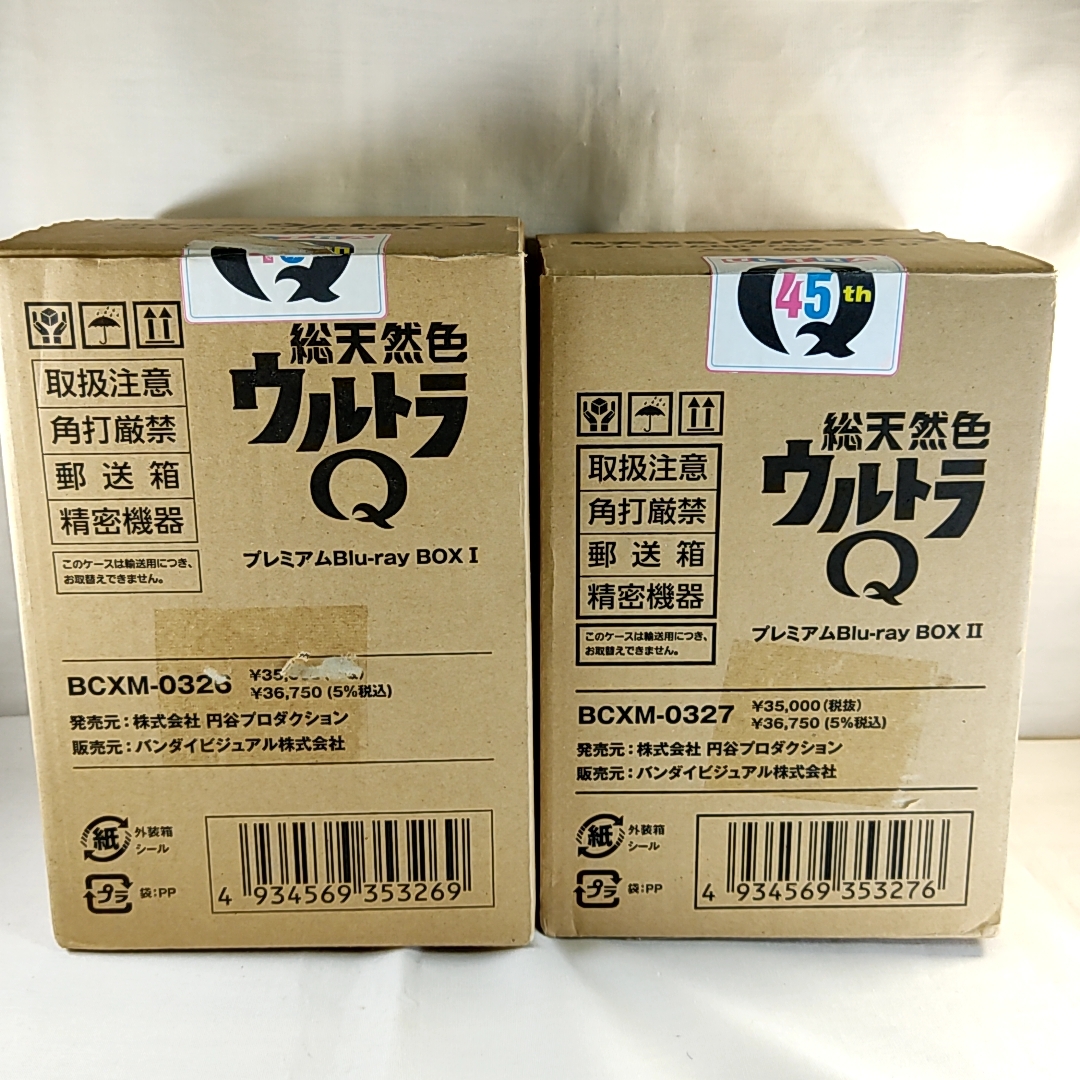 45th
総天然色
ウルトラ
Q
プレミアムBlu-ray BOX I
取扱注意
角打厳禁
郵送箱
精密機器
このケースは輸送用につき、
お取替えできません。
BCXM-0326
¥36,750 (5%税込)
発売元：株式会社 円谷プロダクション
販売元：バンダイビジュアル株式会社
紙
外装箱
シール
プラ
袋：PP
4 934569 353269
Q
45th
総天然色
ウルトラ
Q
プレミアムBlu-ray BOX II
取扱注意
角打厳禁
郵送箱
精密機器
このケースは輸送用につき、
お取替えできません。
BCXM-0327
¥35,000 (税抜)
¥36,750 (5%税込)
発売元：株式会社 円谷プロダクション
販売元：バンダイビジュアル株式会社
紙
外装箱
シール
プラ
袋：PP
4 934569 353276